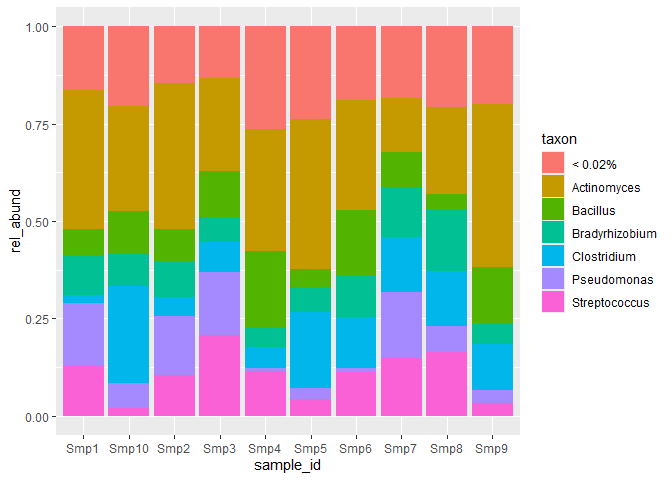 1.00
0.75
0.50
0.25
0.00
rel_abund
Smp1 Smp10 Smp2 Smp3 Smp4 Smp5 Smp6 Smp7 Smp8 Smp9
sample_id
taxon
< 0.02%
Actinomyces
Bacillus
Bradyrhizobium
Clostridium
Pseudomonas
Streptococcus